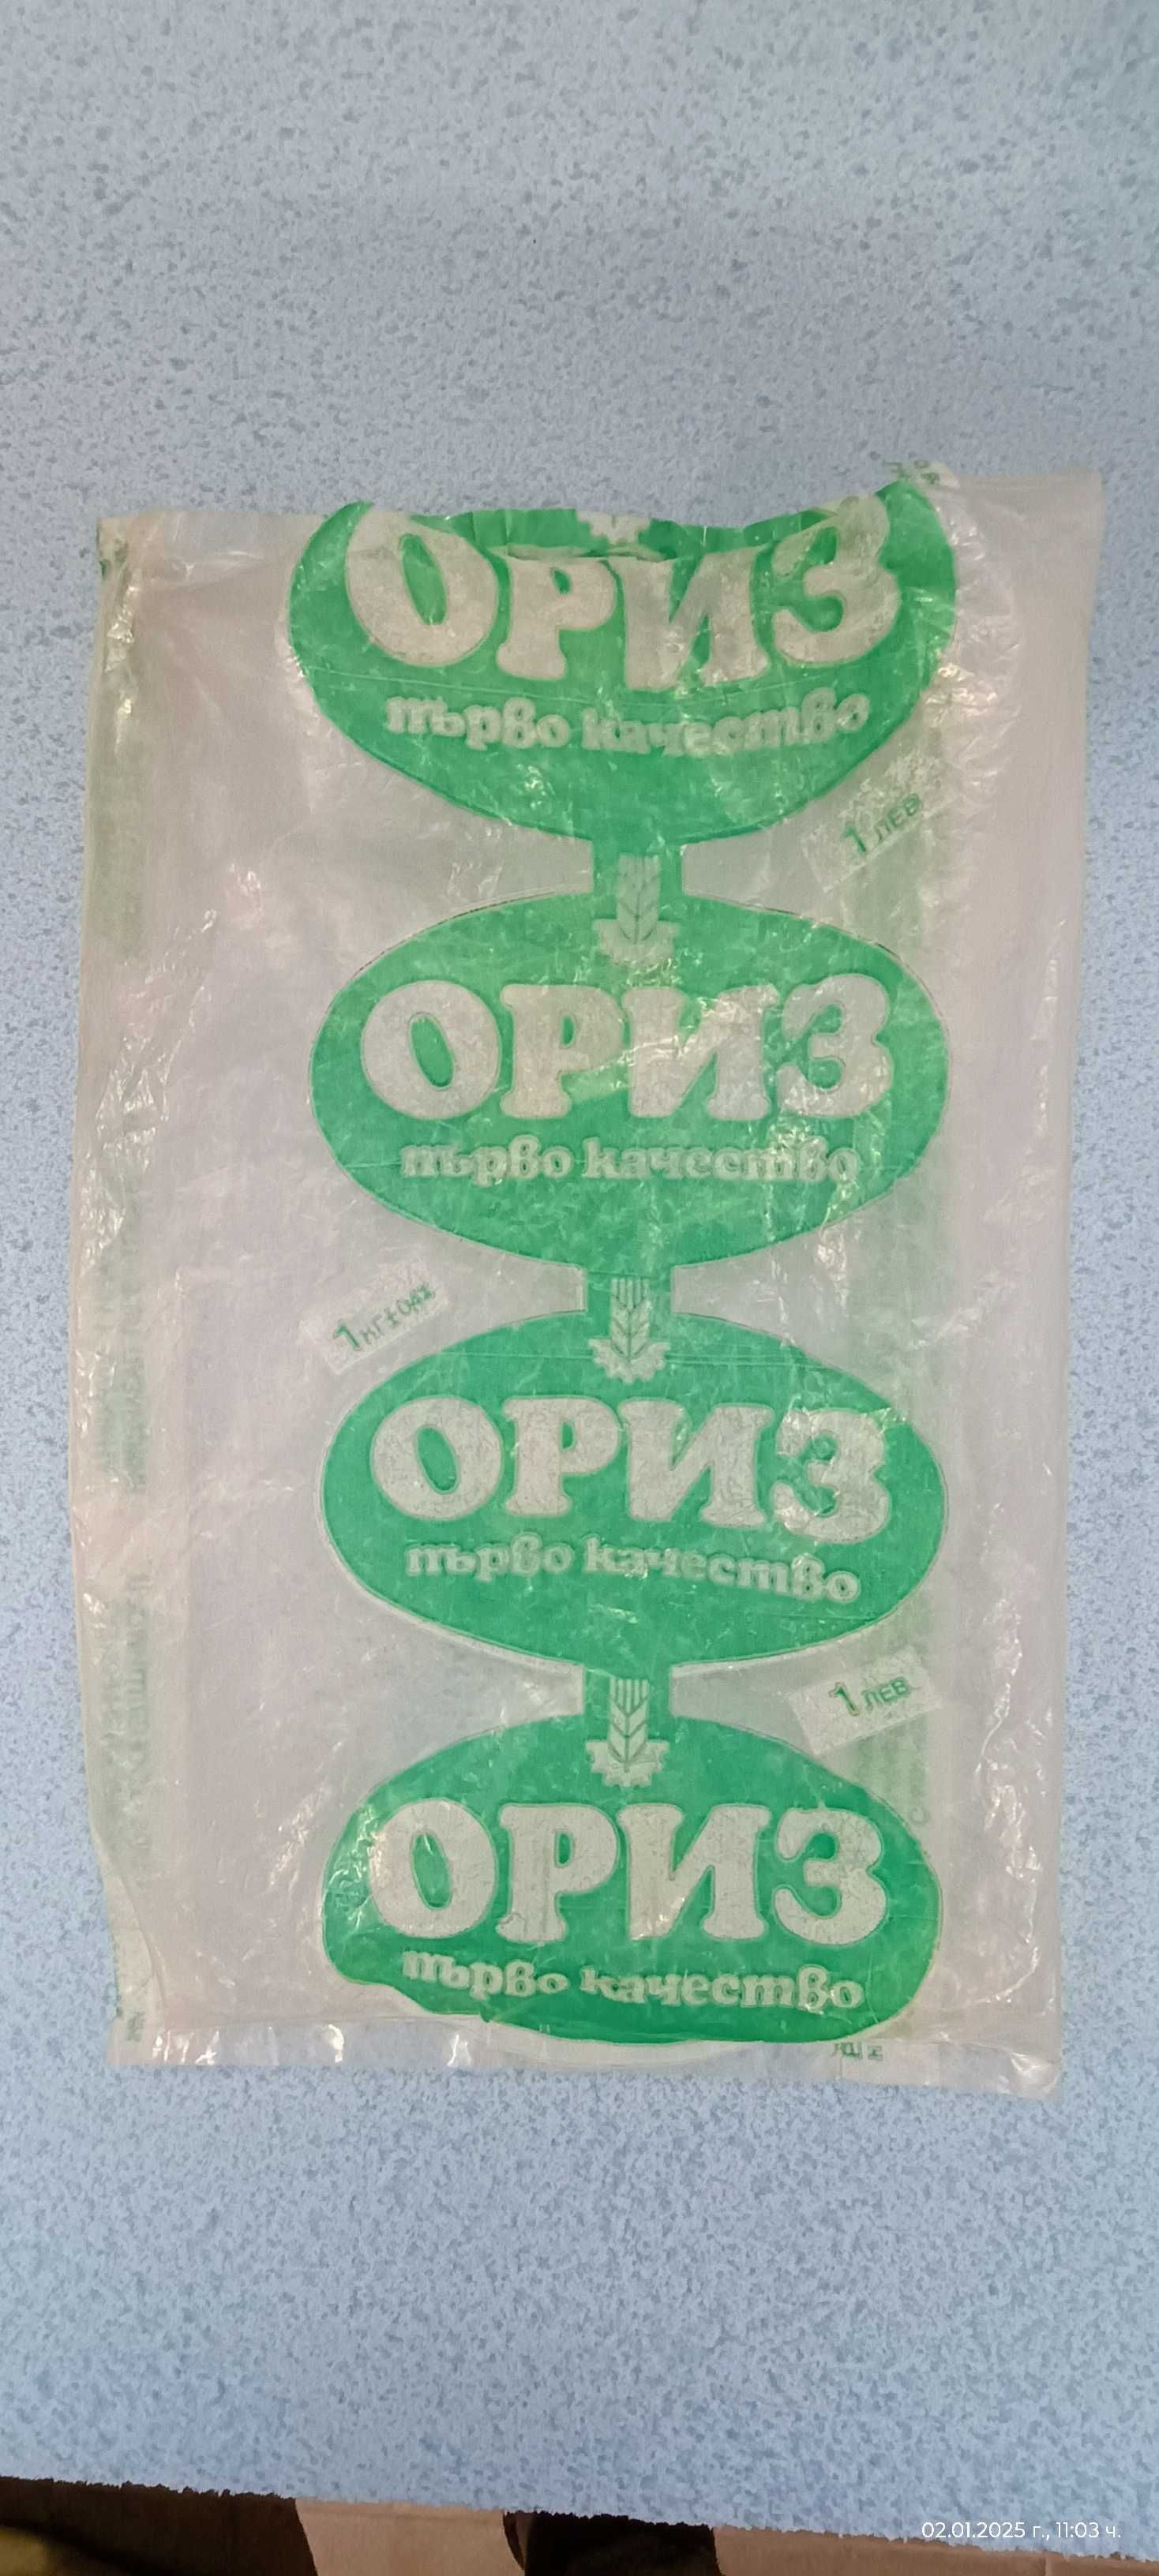 ОРИЗ
първо качество
1 ЛЕВ
ОРИЗ
първо качество
1 КГ ±
ОРИЗ
първо качество
1 ЛЕВ
ОРИЗ
първо качество
02.01.2025 г., 11:03 ч.